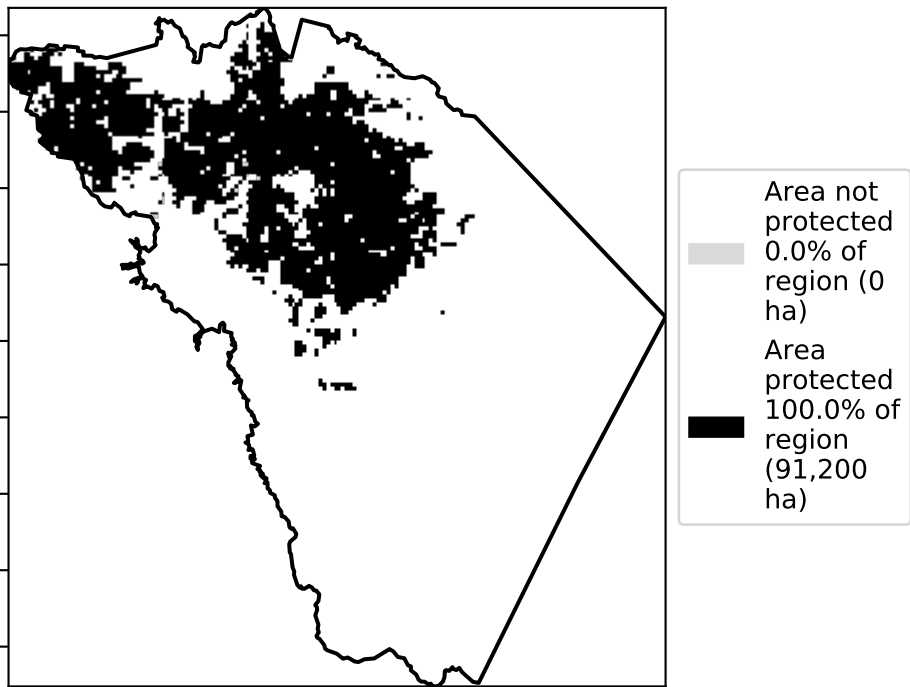 Area not
protected
0.0% of
region (0
ha)
Area
protected
100.0% of
region
(91,200
ha)